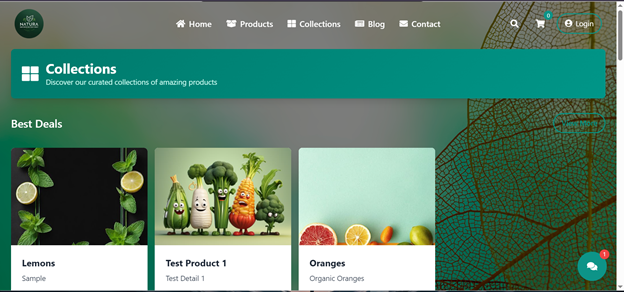 NATURA
Home
Products
Collections
Blog
Contact
0
Login
Collections
Discover our curated collections of amazing products
Best Deals
Lemons
Sample
Test Product 1
Test Detail 1
Oranges
Organic Oranges
1